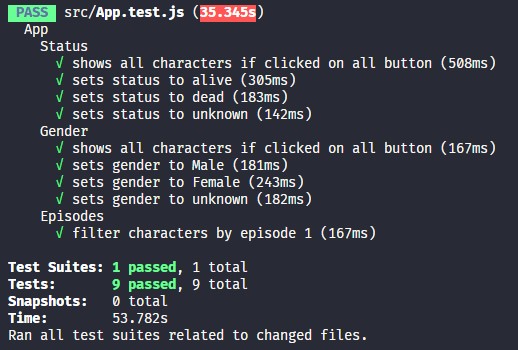 PASS src/App.test.js (35.345s)
App
Status
√ shows all characters if clicked on all button (508ms)
√ sets status to alive (305ms)
√ sets status to dead (183ms)
√ sets status to unknown (142ms)
Gender
√ shows all characters if clicked on all button (167ms)
√ sets gender to Male (181ms)
√ sets gender to Female (243ms)
√ sets gender to unknown (182ms)
Episodes
√ filter characters by episode 1 (167ms)
Test Suites: 1 passed, 1 total
Tests: 9 passed, 9 total
Snapshots: 0 total
Time: 53.782s
Ran all test suites related to changed files.